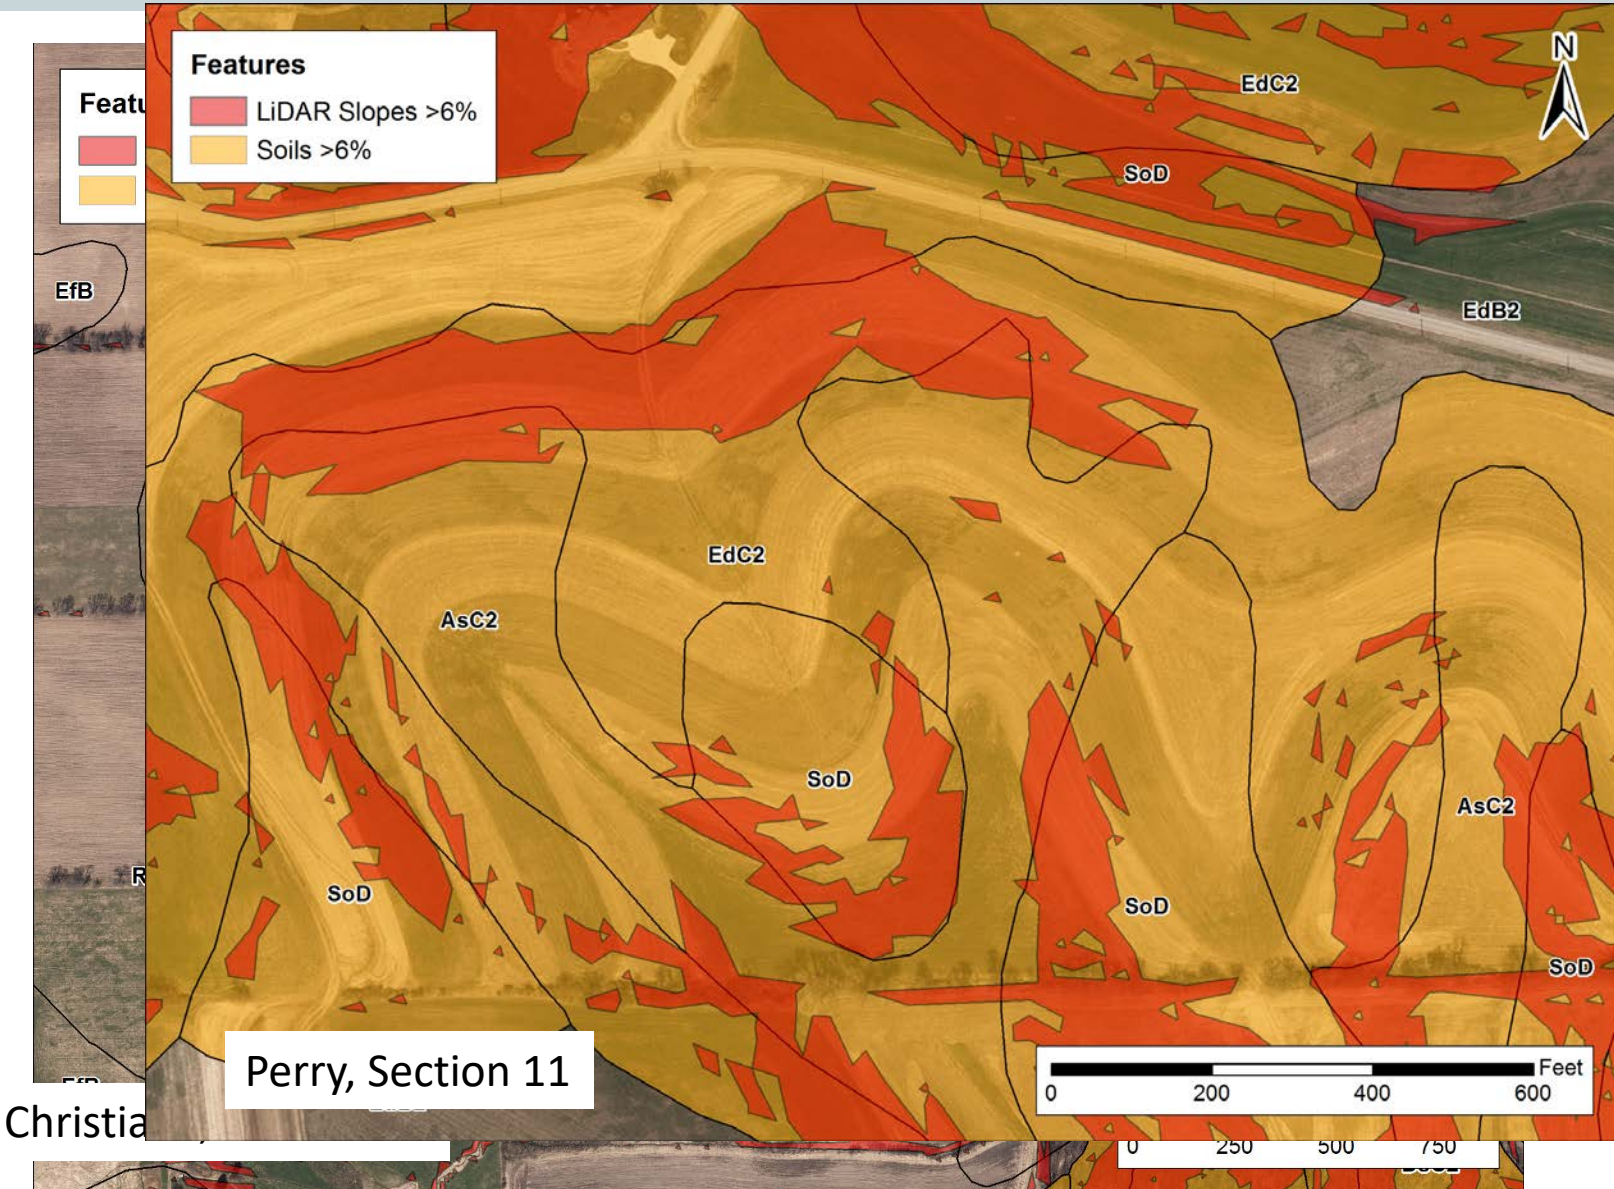 Features
LiDAR Slopes >6%
Soils >6%
Featu
N
EdC2
SoD
EfB
EdB2
EdC2
AsC2
SoD
AsC2
R
SoD
SoD
SoD
Perry, Section 11
Feet
0 200 400 600
EfB
Christia
0 250 500 750